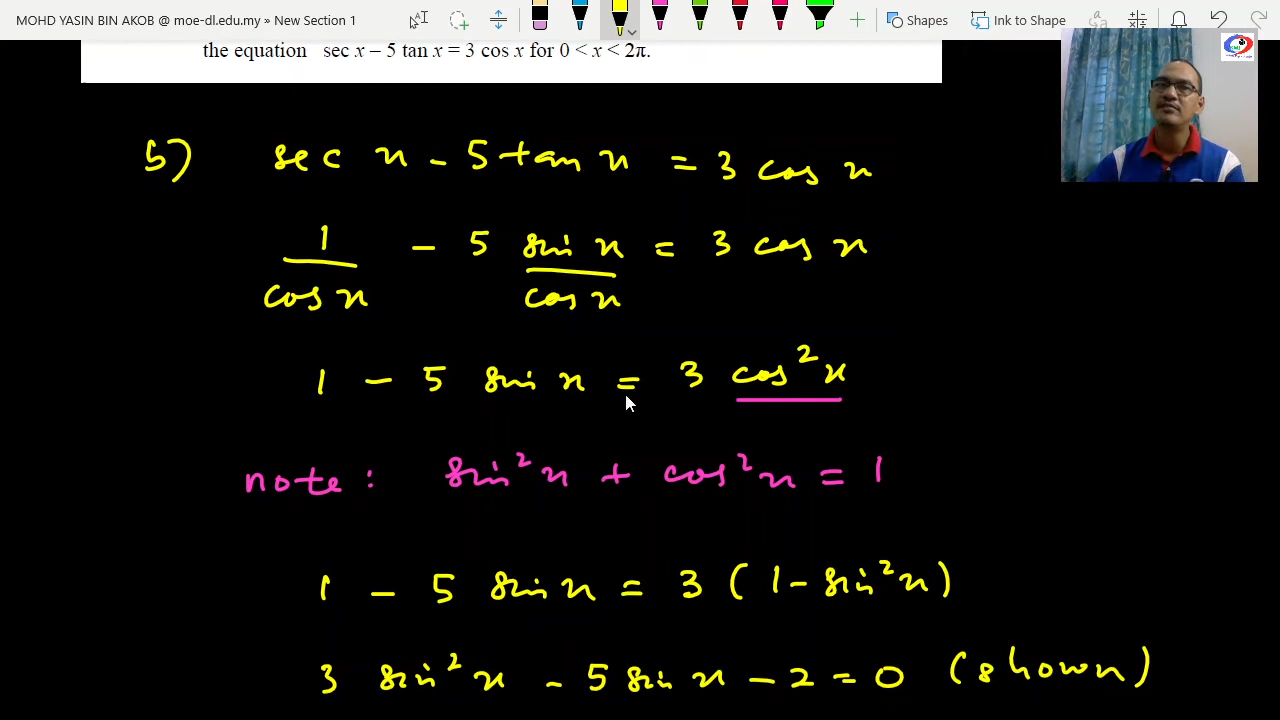 MOHD YASIN BIN AKOB @ moe-dl.edu.my » New Section 1
Shapes
Ink to Shape
the equation sec x – 5 tan x = 3 cos x for 0 < x < 2π.
b) sec x - 5 tan x = 3 cos x
1/cos x - 5 sin x/cos x = 3 cos x
1 - 5 sin x = 3 cos²x
note: sin²x + cos²x = 1
1 - 5 sin x = 3 (1 - sin²x)
3 sin²x - 5 sin x - 2 = 0 (shown)